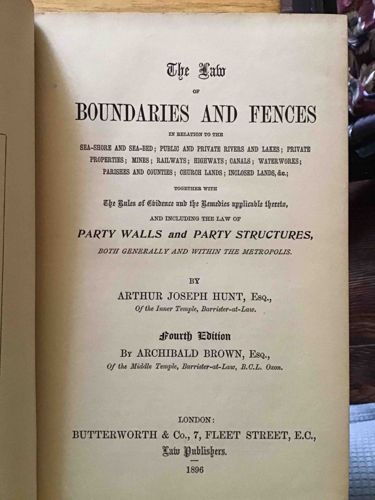 The Law
OF
BOUNDARIES AND FENCES
IN RELATION TO THE
SEA-SHORE AND SEA-BED; PUBLIC AND PRIVATE RIVERS AND LAKES; PRIVATE
PROPERTIES; MINES; RAILWAYS; HIGHWAYS; CANALS; WATERWORKS;
PARISHES AND COUNTIES; CHURCH LANDS; INCLOSED LANDS, &c.;
TOGETHER WITH
The Rules of Evidence and the Remedies applicable thereto,
AND INCLUDING THE LAW OF
PARTY WALLS and PARTY STRUCTURES,
BOTH GENERALLY AND WITHIN THE METROPOLIS.
BY
ARTHUR JOSEPH HUNT, Esq.,
Of the Inner Temple, Barrister-at-Law.
Fourth Edition
By ARCHIBALD BROWN, Esq.,
Of the Middle Temple, Barrister-at-Law, B.C.L. Oxon.
LONDON:
BUTTERWORTH & Co., 7, FLEET STREET, E.C.,
Law Publishers.
1896